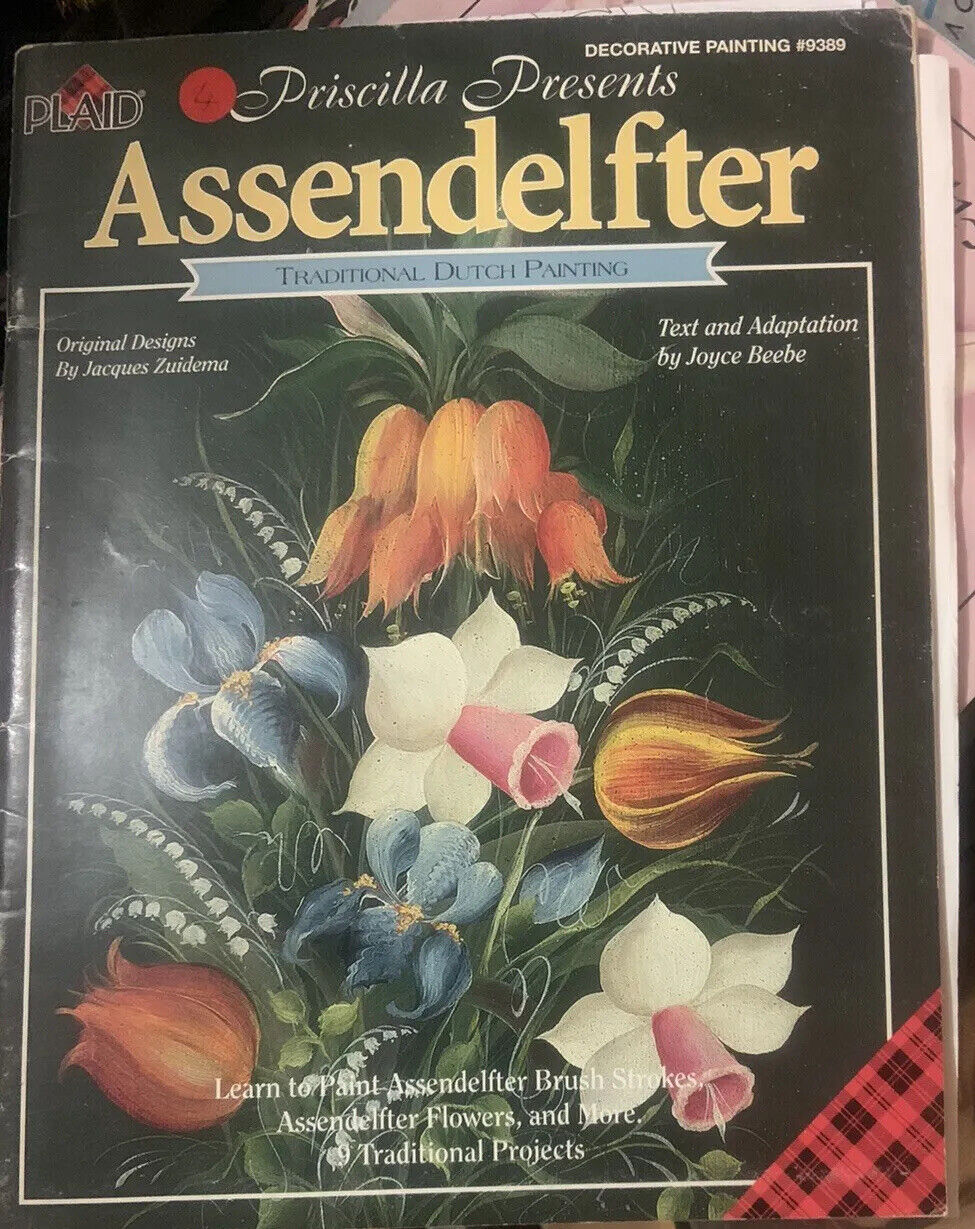 DECORATIVE PAINTING #9389
PLAID®
4
Priscilla Presents
Assendelfter
TRADITIONAL DUTCH PAINTING
Original Designs
By Jacques Zuidema
Text and Adaptation
by Joyce Beebe
Learn to Paint Assendelfter Brush Strokes,
Assendelfter Flowers, and More.
9 Traditional Projects